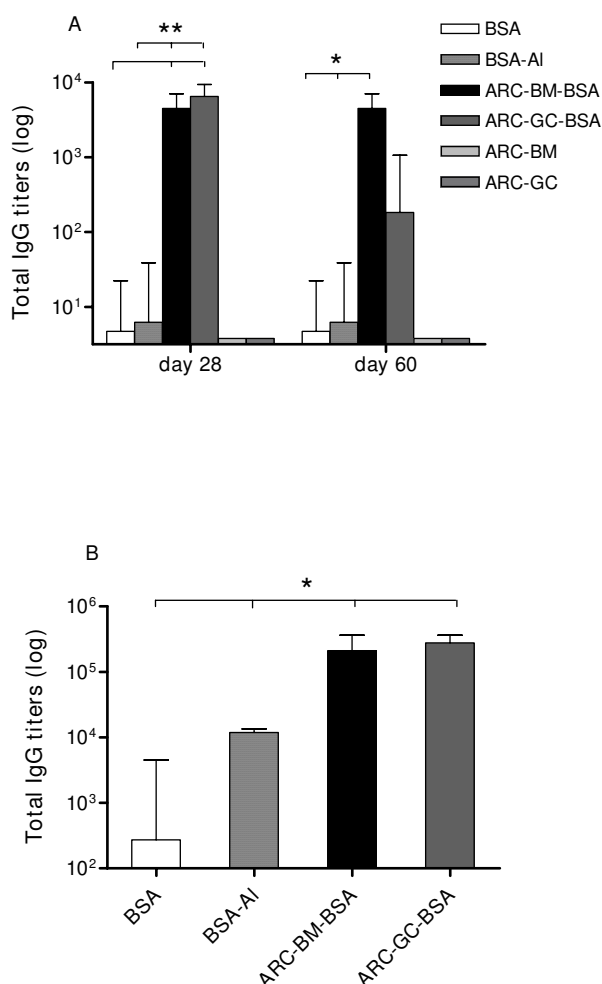 A
**
*
BSA
BSA-Al
ARC-BM-BSA
ARC-GC-BSA
ARC-BM
ARC-GC
Total IgG titers (log)
10⁴
10³
10²
10¹
day 28
day 60
B
*
Total IgG titers (log)
10⁶
10⁵
10⁴
10³
10²
BSA
BSA-Al
ARC-BM-BSA
ARC-GC-BSA